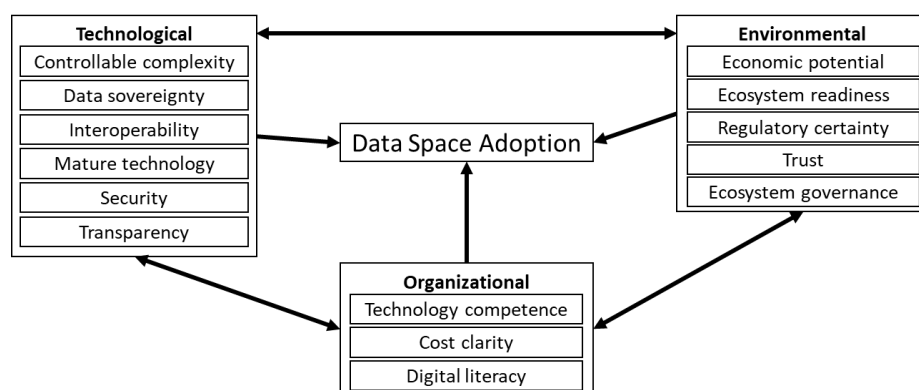 Technological
Controllable complexity
Data sovereignty
Interoperability
Mature technology
Security
Transparency
Environmental
Economic potential
Ecosystem readiness
Regulatory certainty
Trust
Ecosystem governance
Data Space Adoption
Organizational
Technology competence
Cost clarity
Digital literacy